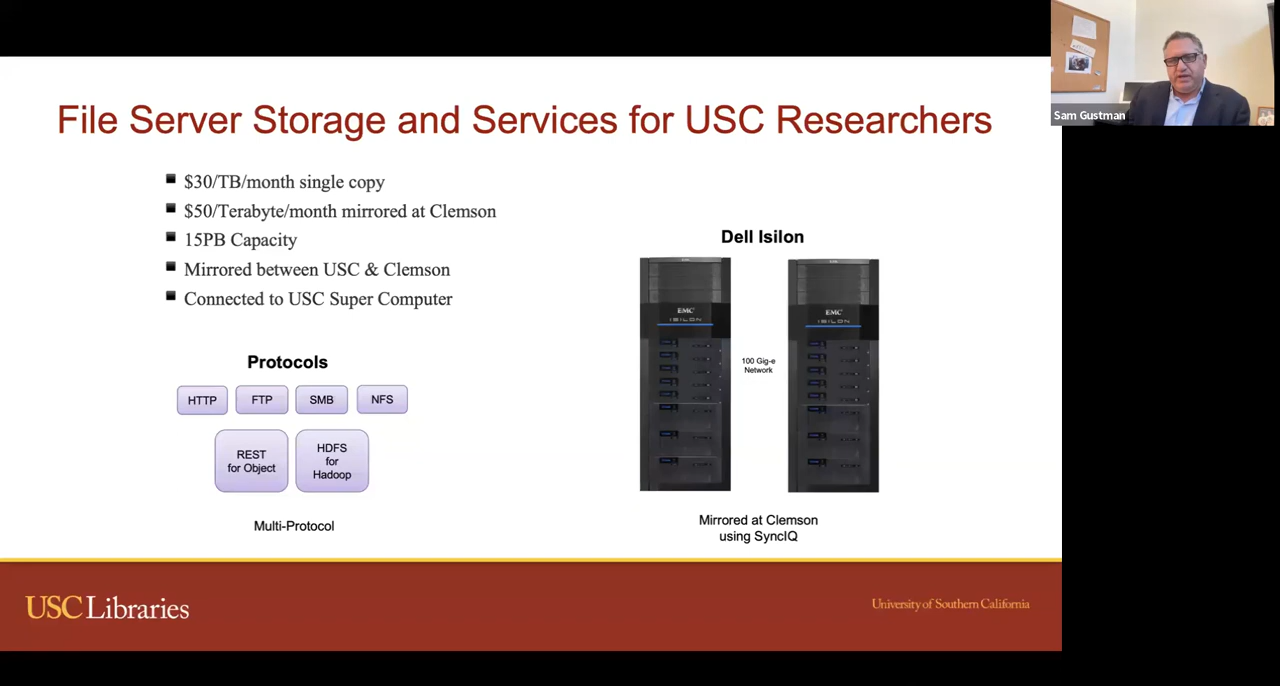 Sam Gustman
File Server Storage and Services for USC Researchers
$30/TB/month single copy
$50/Terabyte/month mirrored at Clemson
15PB Capacity
Mirrored between USC & Clemson
Connected to USC Super Computer
Protocols
HTTP
FTP
SMB
NFS
REST
for Object
HDFS
for
Hadoop
Multi-Protocol
Dell Isilon
EMC
ISILON
100 Gig-e
Network
EMC
ISILON
Mirrored at Clemson
using SyncIQ
USC Libraries
University of Southern California